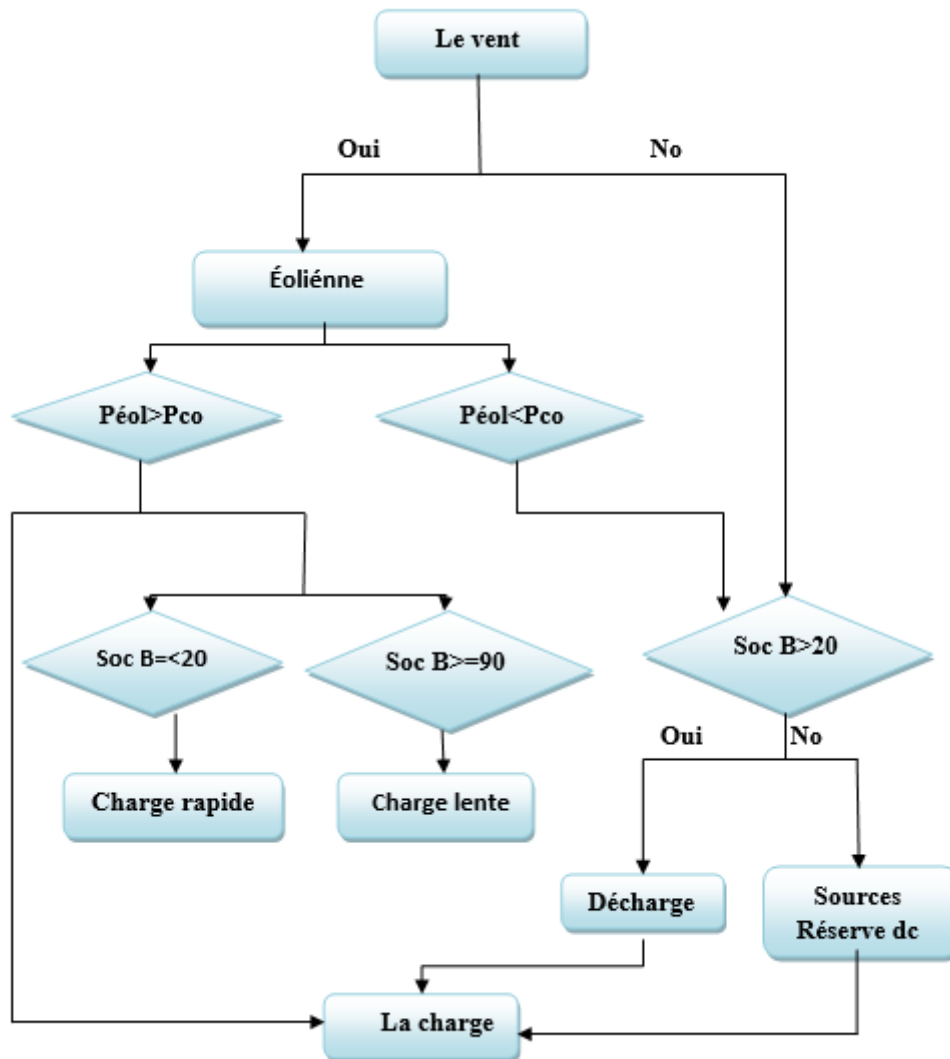 Le vent
Oui
No
Éoliénne
Péol>Pco
Péol<Pco
Soc B=<20
Soc B>=90
Soc B>20
Oui
No
Charge rapide
Charge lente
Décharge
Sources
Réserve dc
La charge